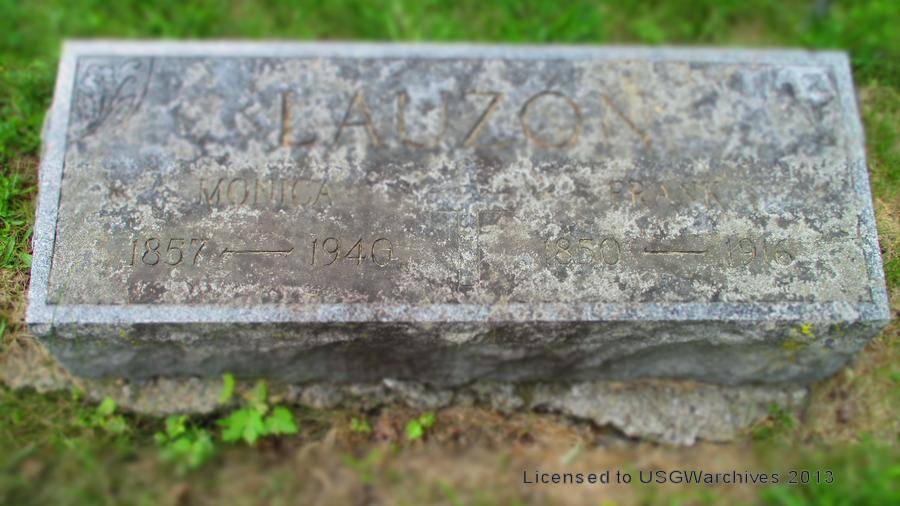 LAUZON
MONICA FRANK
1857 — 1940 1850 — 1916
Licensed to USGWarchives 2013